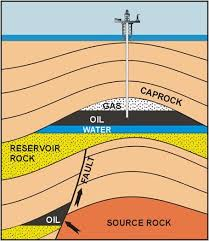 CAPROCK
GAS
OIL
WATER
RESERVOIR
ROCK
FAULT
OIL
SOURCE ROCK